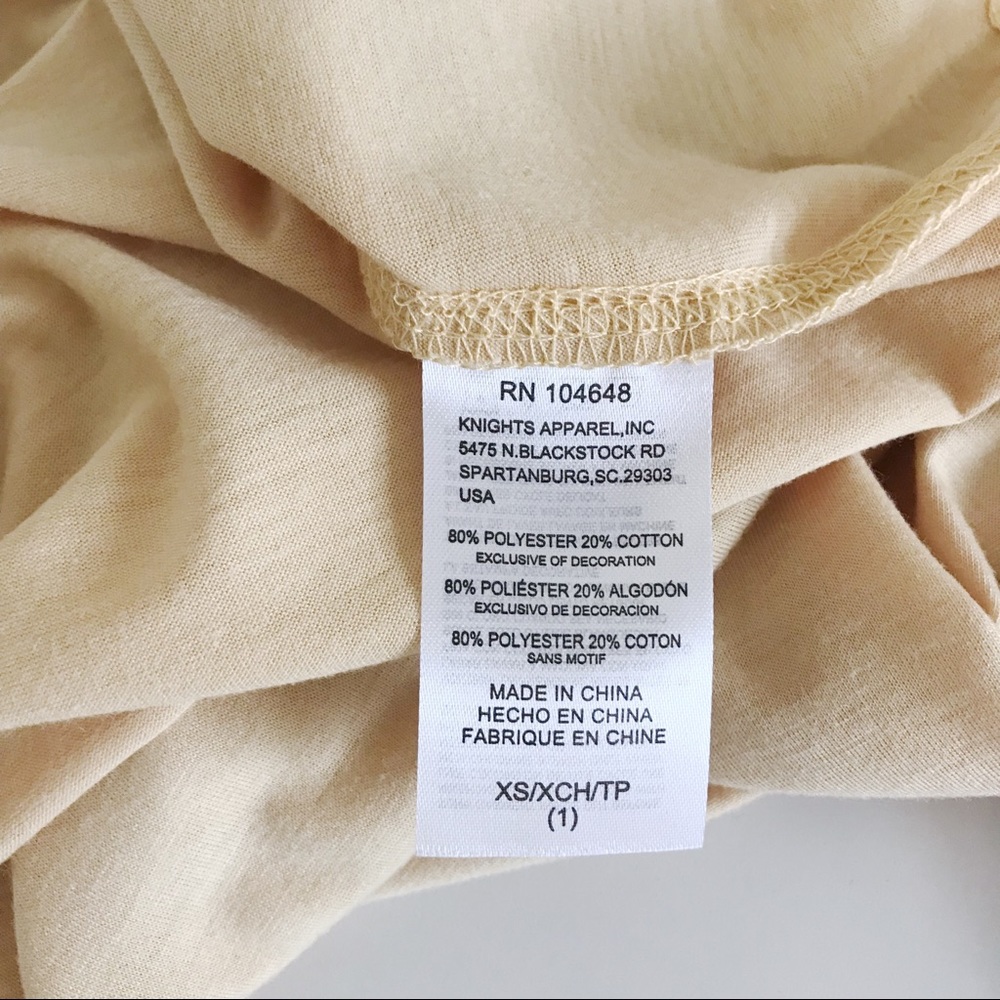 RN 104648
KNIGHTS APPAREL,INC
5475 N.BLACKSTOCK RD
SPARTANBURG,SC.29303
USA
80% POLYESTER 20% COTTON
EXCLUSIVE OF DECORATION
80% POLIÉSTER 20% ALGODÓN
EXCLUSIVO DE DECORACION
80% POLYESTER 20% COTON
SANS MOTIF
MADE IN CHINA
HECHO EN CHINA
FABRIQUE EN CHINE
XS/XCH/TP
(1)